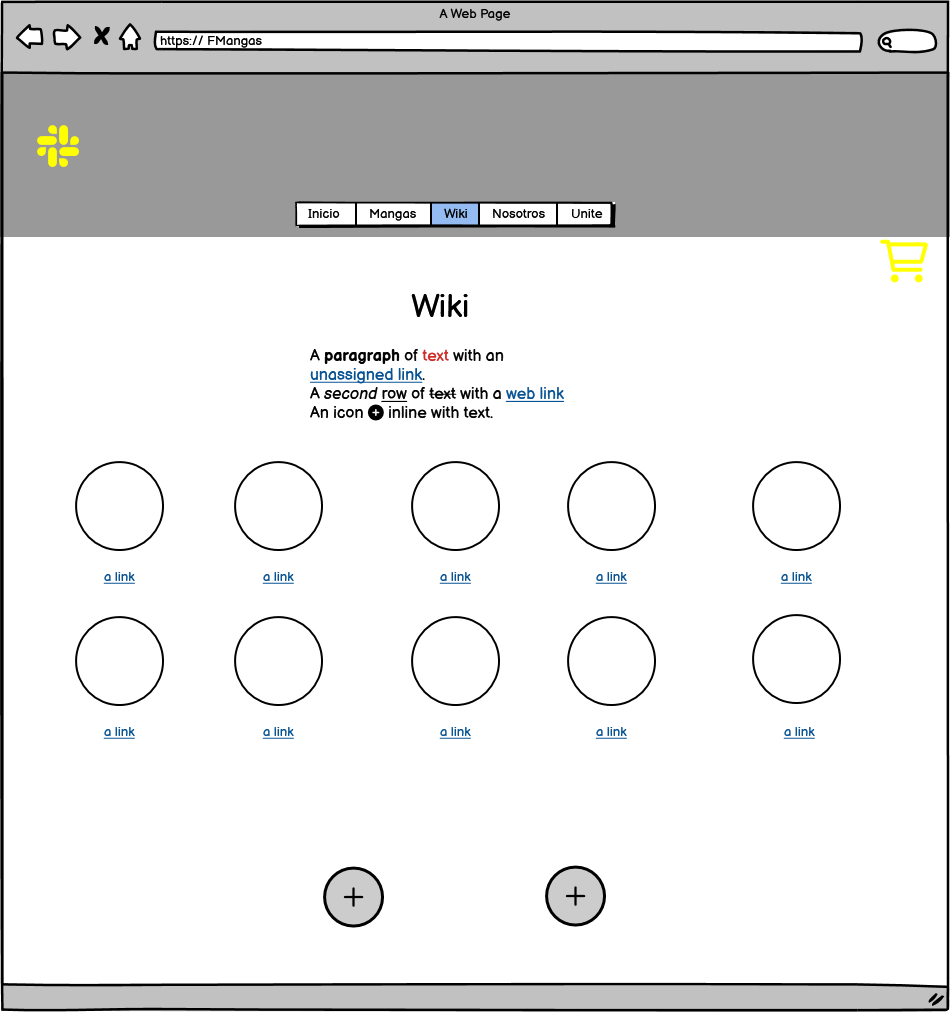 A Web Page
https:// FMangas
Inicio Mangas Wiki Nosotros Unite
Wiki
A paragraph of text with an
unassigned link.
A second row of text with a web link
An icon inline with text.
a link a link a link a link a link
a link a link a link a link a link